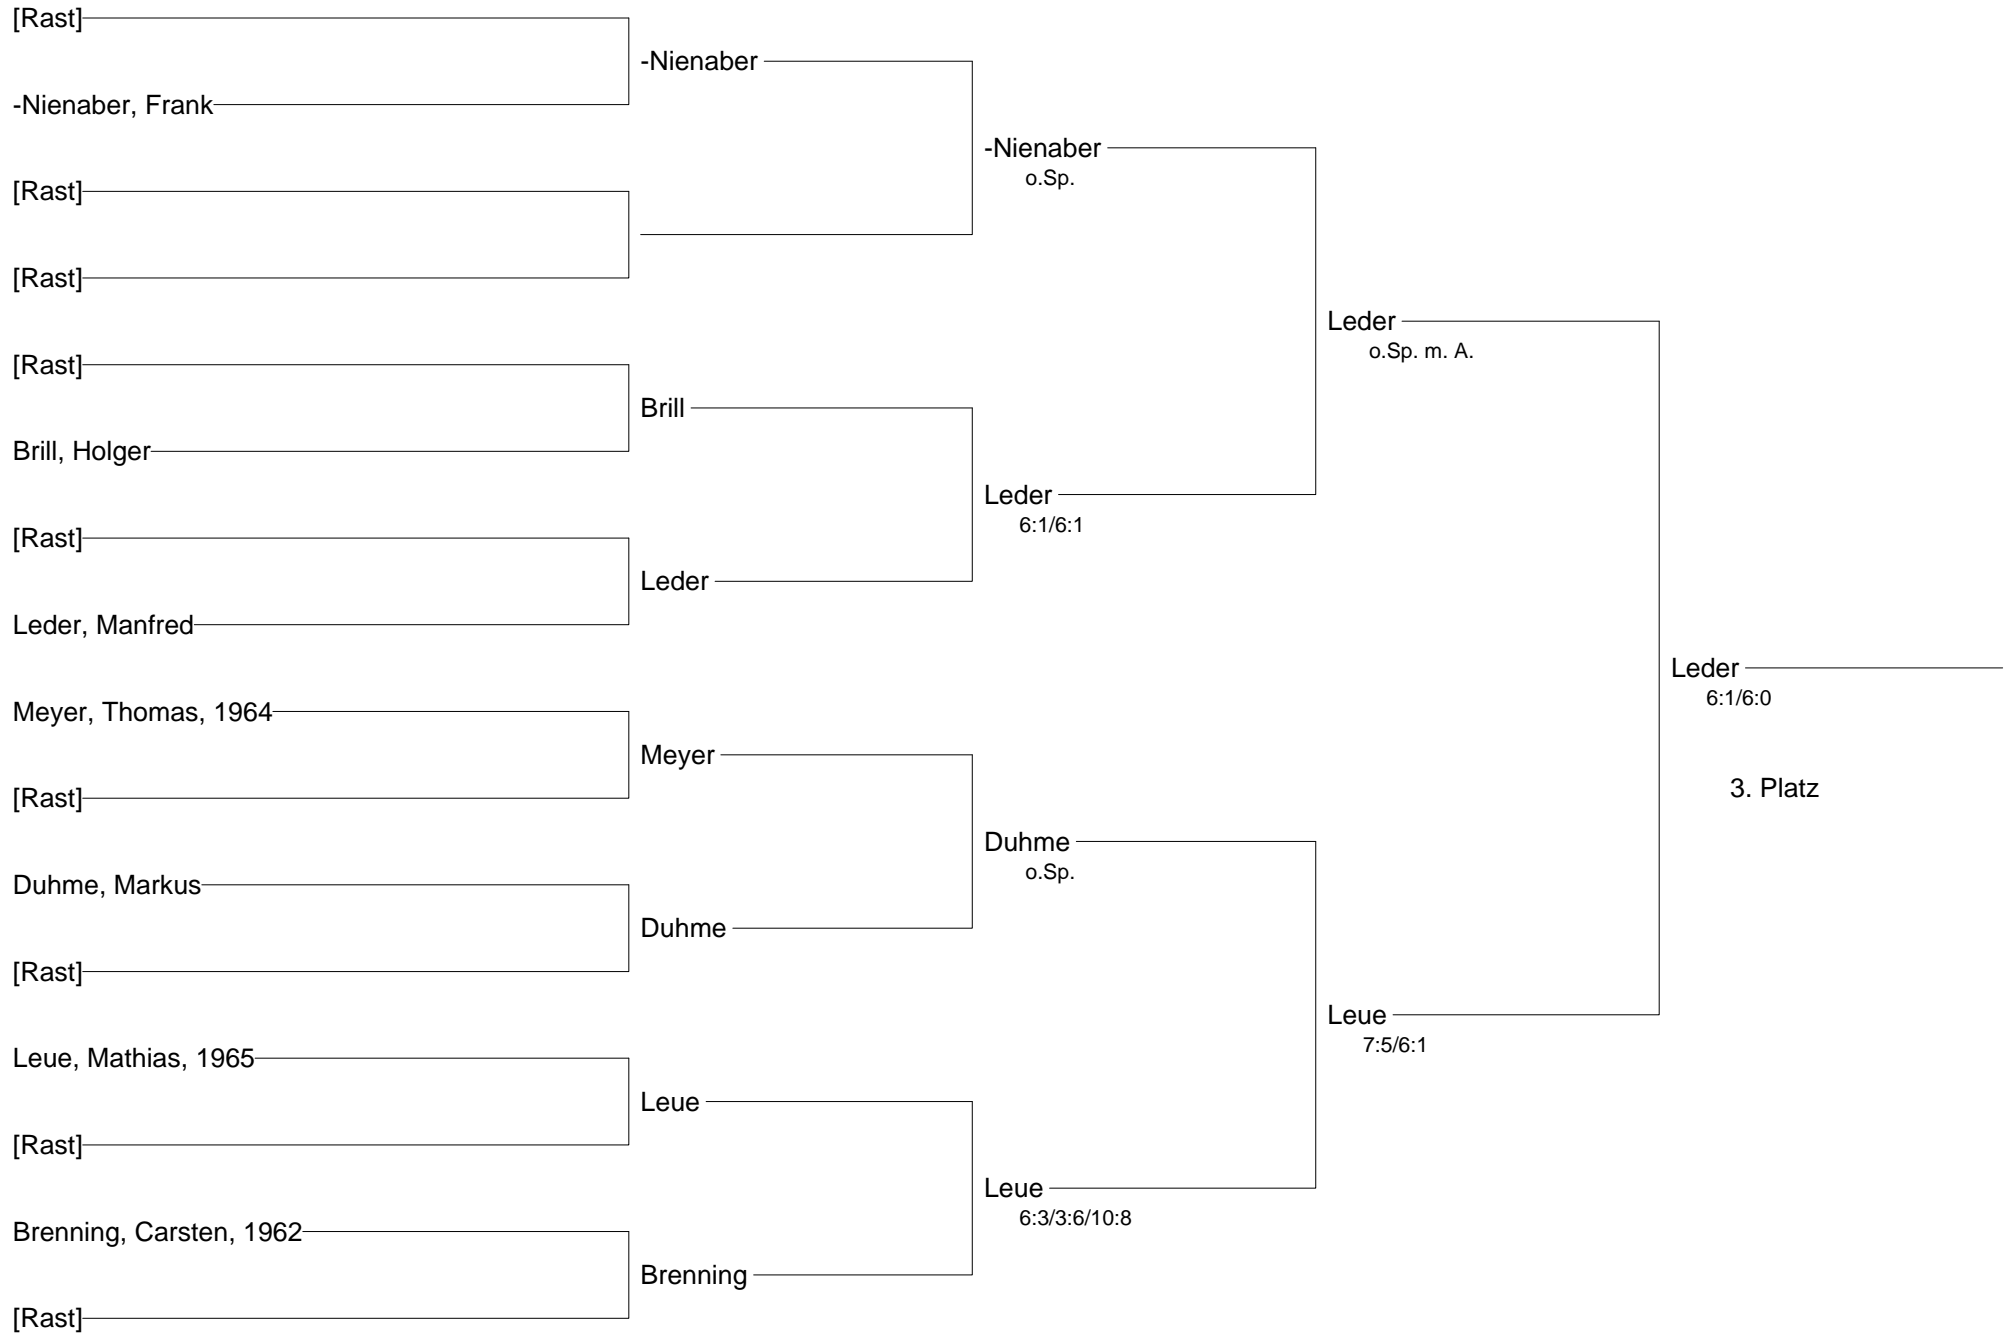 [Rast]
-Nienaber
-Nienaber, Frank
-Nienaber
o.Sp.
[Rast]
[Rast]
Leder
o.Sp. m. A.
[Rast]
Brill
Brill, Holger
Leder
6:1/6:1
[Rast]
Leder
Leder, Manfred
Leder
6:1/6:0
Meyer, Thomas, 1964
Meyer
[Rast]
3. Platz
Duhme
o.Sp.
Duhme, Markus
Duhme
[Rast]
Leue
7:5/6:1
Leue, Mathias, 1965
Leue
[Rast]
Leue
6:3/3:6/10:8
Brenning, Carsten, 1962
Brenning
[Rast]